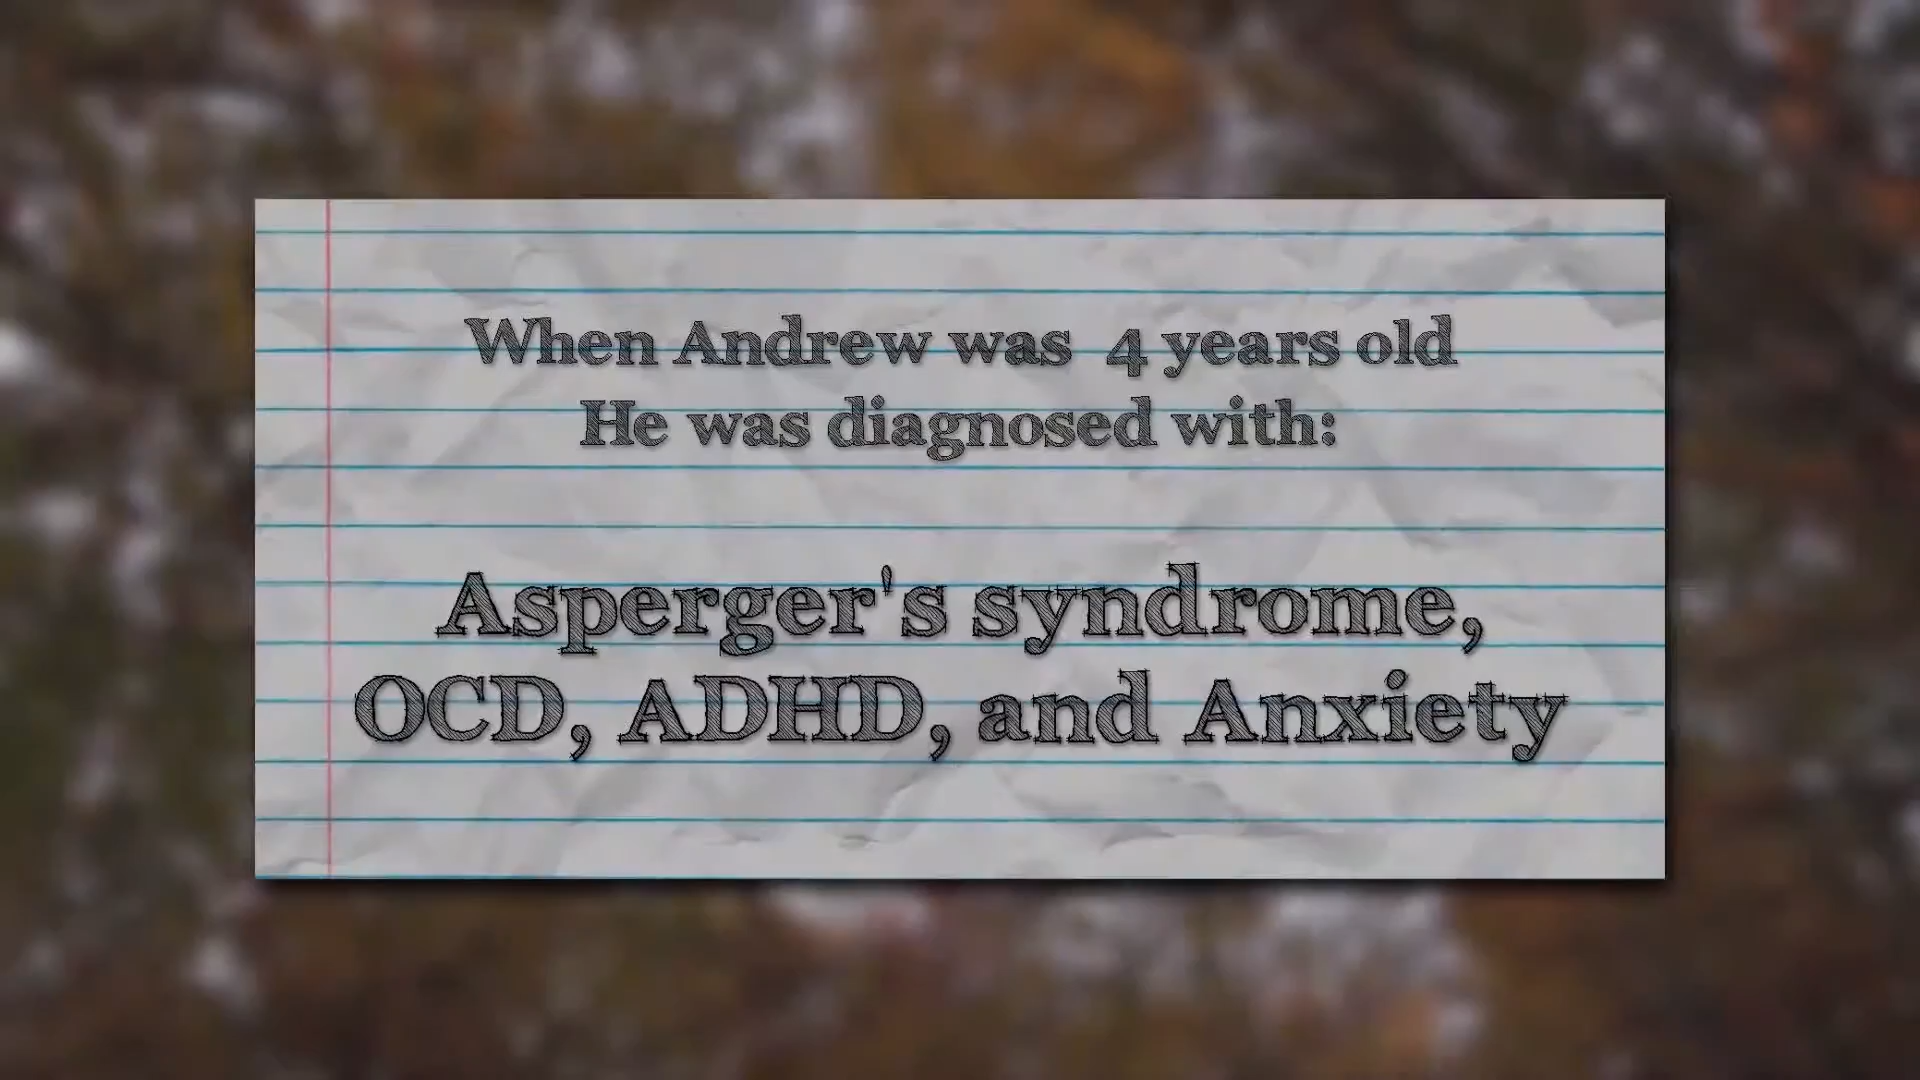 When Andrew was 4 years old
He was diagnosed with:
Asperger's syndrome,
OCD, ADHD, and Anxiety